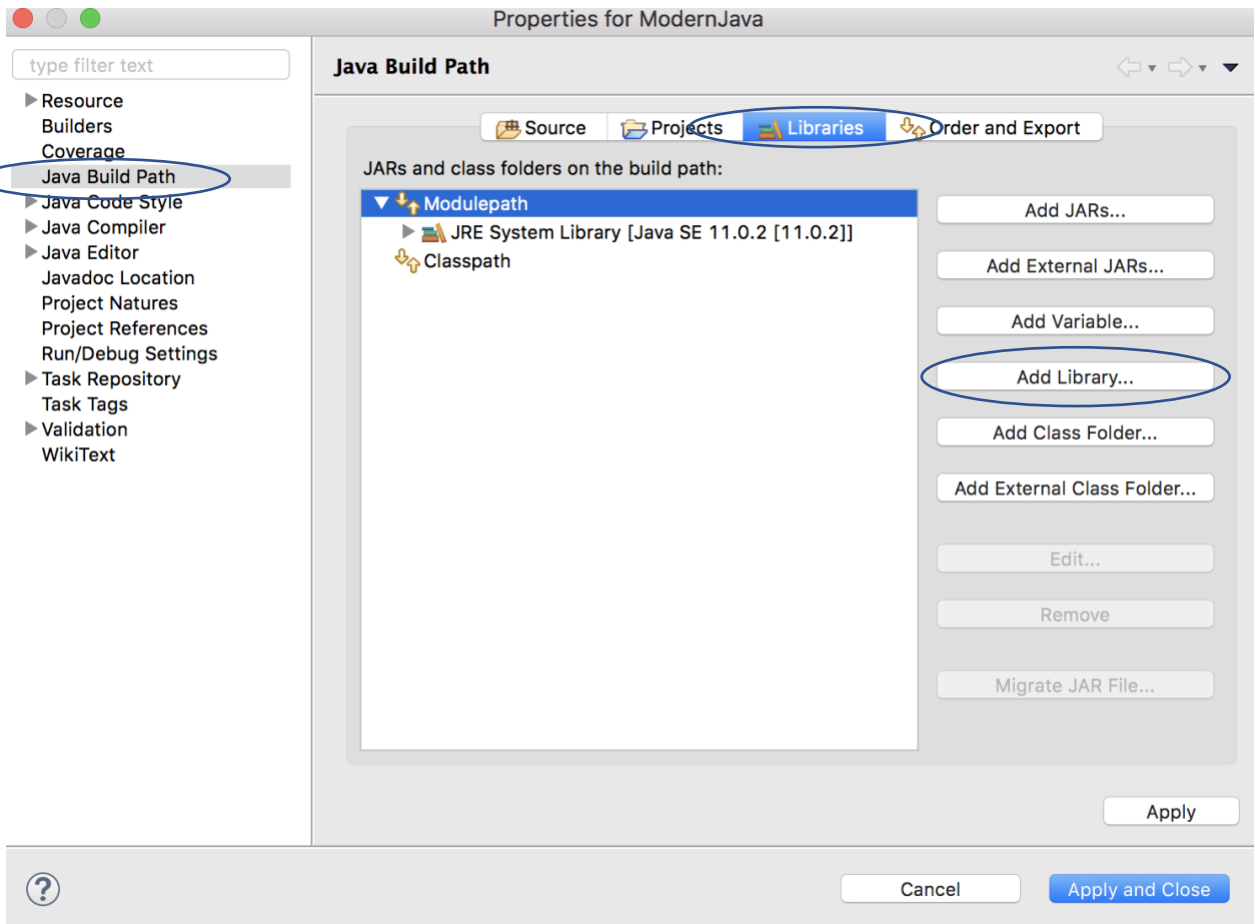 Properties for ModernJava
type filter text
Resource
Builders
Coverage
Java Build Path
Java Code Style
Java Compiler
Java Editor
Javadoc Location
Project Natures
Project References
Run/Debug Settings
Task Repository
Task Tags
Validation
WikiText
Java Build Path
Source Projects Libraries Order and Export
JARs and class folders on the build path:
Modulepath
JRE System Library [Java SE 11.0.2 [11.0.2]]
Classpath
Add JARs...
Add External JARs...
Add Variable...
Add Library...
Add Class Folder...
Add External Class Folder...
Edit...
Remove
Migrate JAR File...
Apply
?
Cancel Apply and Close